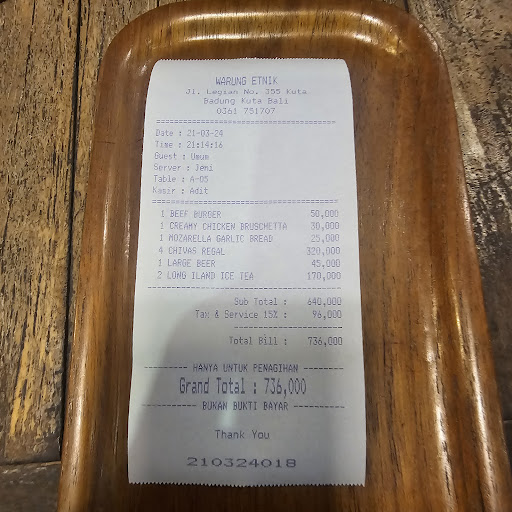 WARUNG ETNIK
Jl. Legian No. 355 Kuta
Badung Kuta Bali
0361 751707
Date : 21-03-24
Time : 21:14:16
Guest : Umum
Server : Jeni
Table : A-05
Kasir : Adit
1 BEEF BURGER 50,000
1 CREAMY CHICKEN BRUSCHETTA 30,000
1 MOZARELLA GARLIC BREAD 25,000
4 CHIVAS REGAL 320,000
1 LARGE BEER 45,000
2 LONG ILAND ICE TEA 170,000
Sub Total : 640,000
Tax & Service 15% : 96,000
Total Bill : 736,000
--------- HANYA UNTUK PENAGIHAN ---------
Grand Total : 736,000
--------- BUKAN BUKTI BAYAR ---------
Thank You
210324018